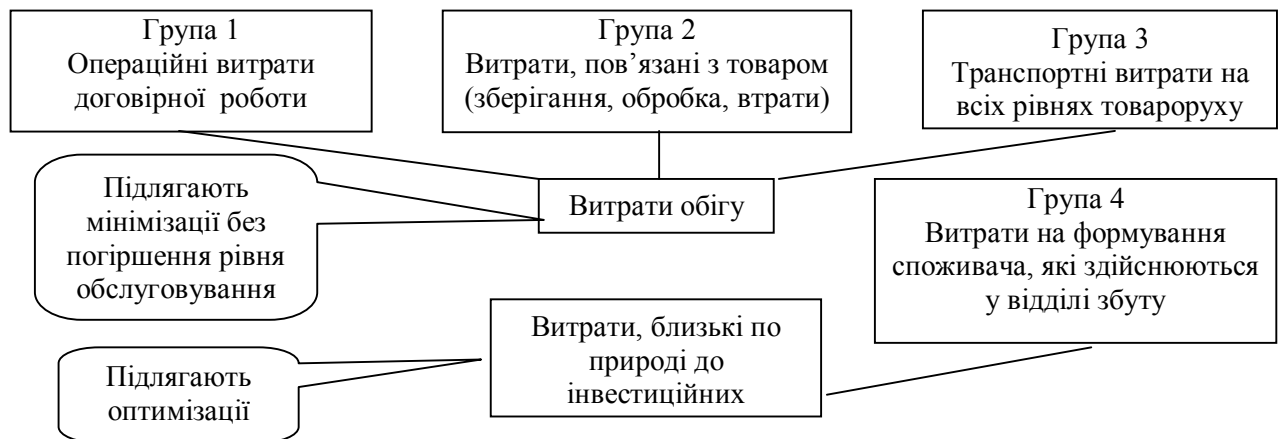 Група 1
Операційні витрати
договірної роботи
Група 2
Витрати, пов’язані з товаром
(зберігання, обробка, втрати)
Група 3
Транспортні витрати на
всіх рівнях товароруху
Підлягають
мінімізації без
погіршення рівня
обслуговування
Витрати обігу
Група 4
Витрати на формування
споживача, які здійснюються
у відділі збуту
Витрати, близькі по
природі до
інвестиційних
Підлягають
оптимізації